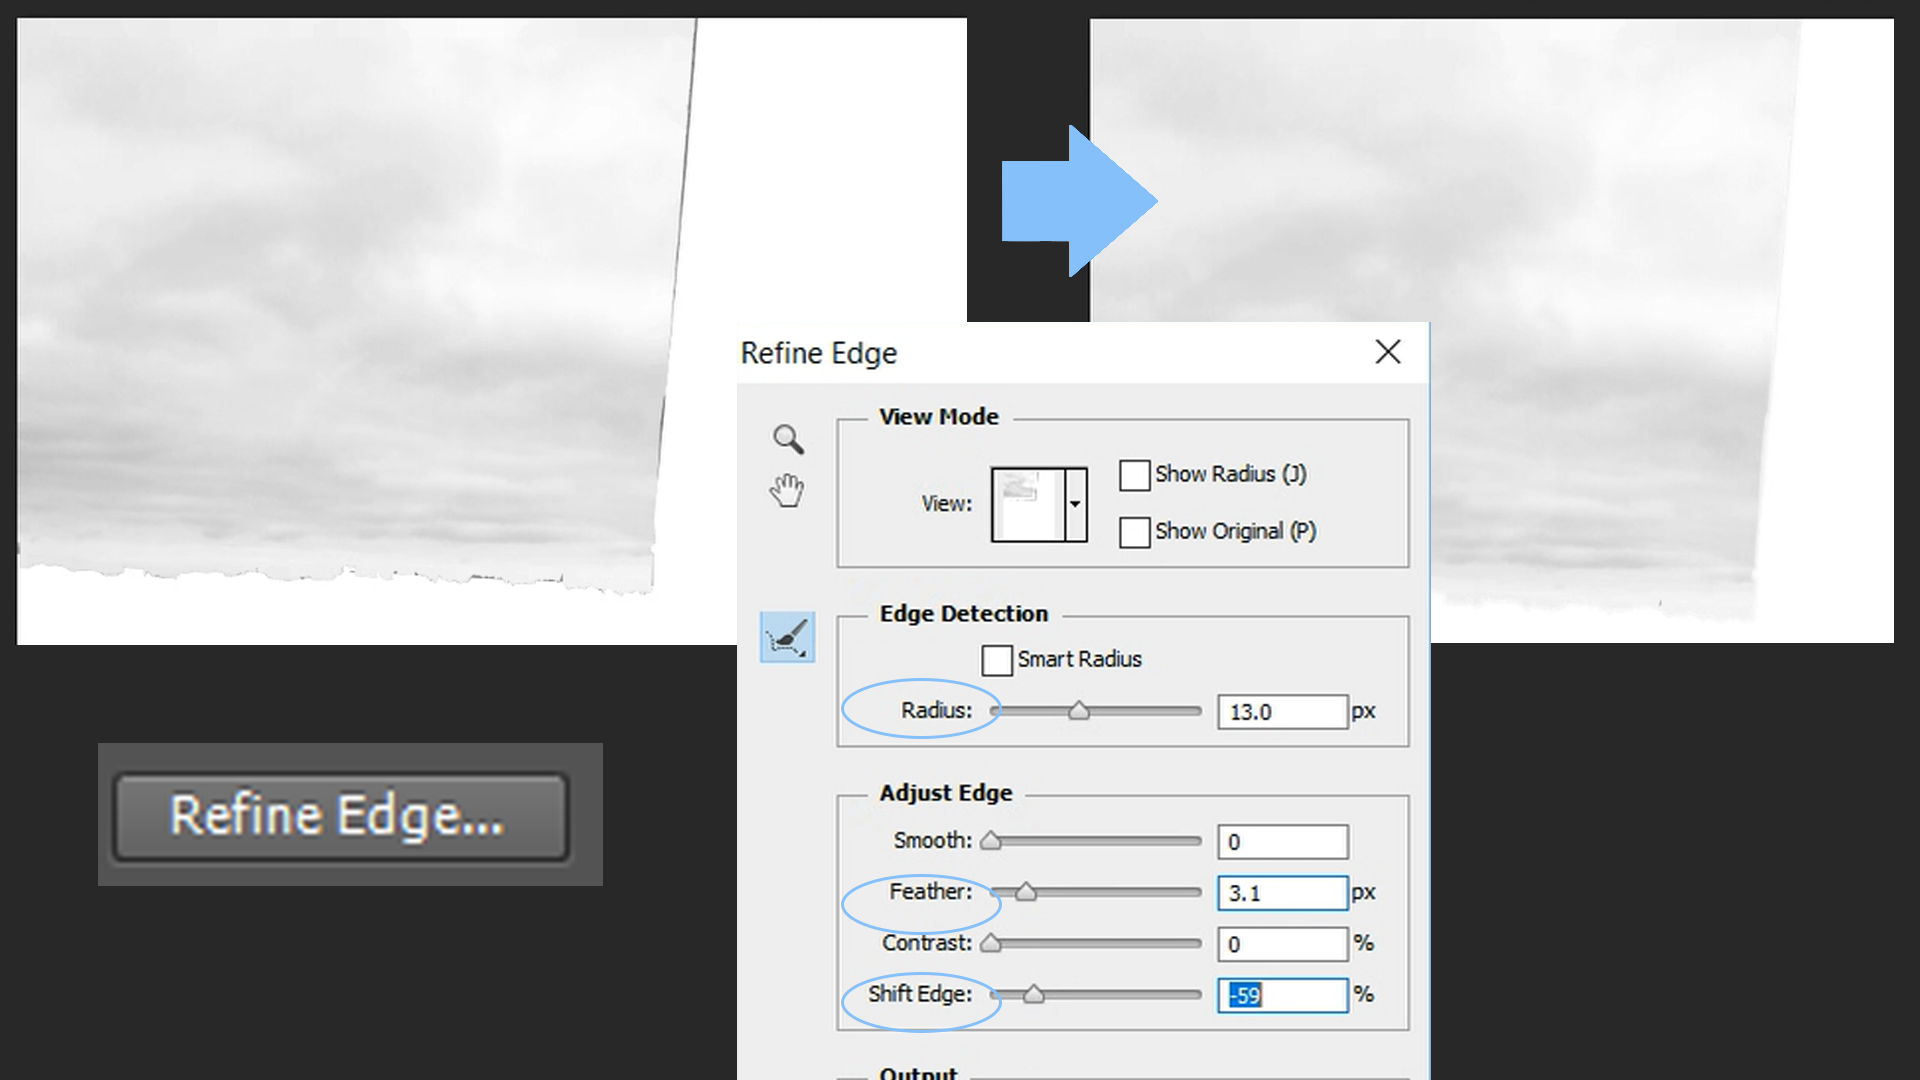 Refine Edge
View Mode
Show Radius (J)
View:
Show Original (P)
Edge Detection
Smart Radius
Radius: 13.0 px
Adjust Edge
Smooth: 0
Feather: 3.1 px
Contrast: 0 %
Shift Edge: -59 %
Output
Refine Edge...